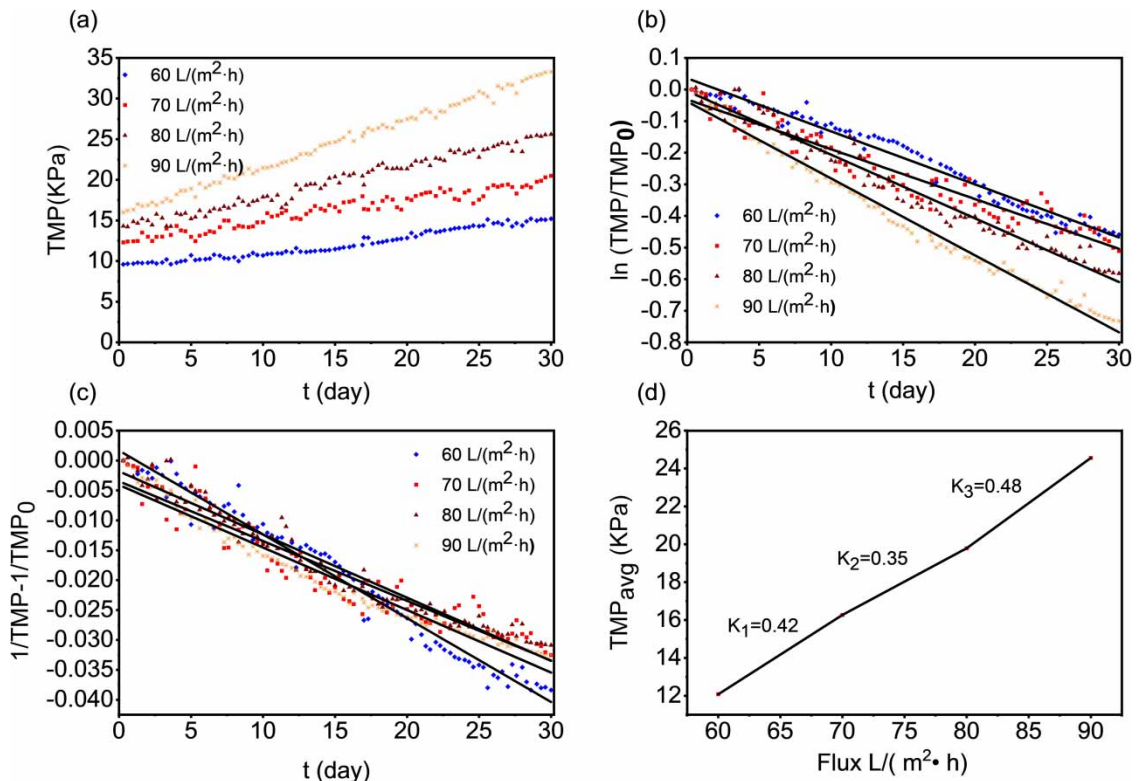 (a)
35
30
25
20
15
10
5
0
TMP(KPa)
60 L/(m²·h)
70 L/(m²·h)
80 L/(m²·h)
90 L/(m²·h)
0 5 10 15 20 25 30
t (day)
(b)
0.0
-0.1
-0.2
-0.3
-0.4
-0.5
-0.6
-0.7
-0.8
ln (TMP/TMP₀)
60 L/(m²·h)
70 L/(m²·h)
80 L/(m²·h)
90 L/(m²·h)
0 5 10 15 20 25 30
t (day)
(c)
0.005
0.000
-0.005
-0.010
-0.015
-0.020
-0.025
-0.030
-0.035
-0.040
1/TMP-1/TMP₀
60 L/(m²·h)
70 L/(m²·h)
80 L/(m²·h)
90 L/(m²·h)
0 5 10 15 20 25 30
t (day)
(d)
26
24
22
20
18
16
14
12
TMPavg (KPa)
K₁=0.42
K₂=0.35
K₃=0.48
60 65 70 75 80 85 90
Flux L/( m²• h)